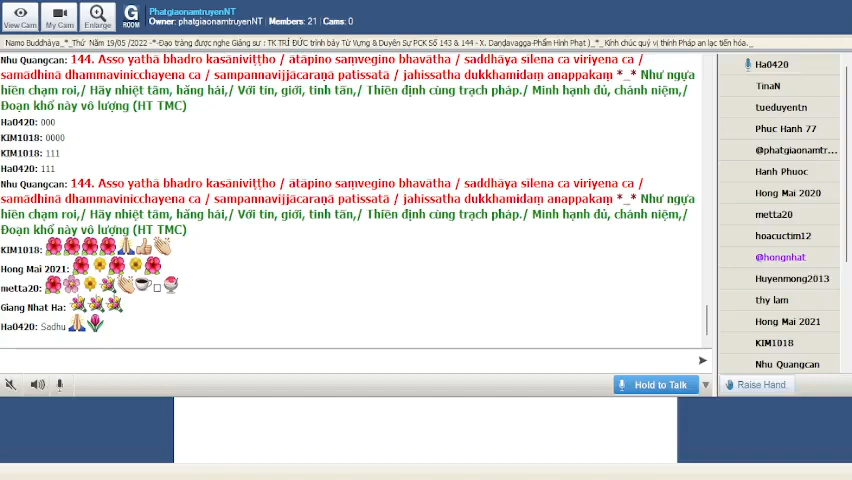 View Cam
My Cam
Enlarge
G
ROOM
PhatgiaonamtruyenNT
Owner: phatgiaonamtruyenNT | Members: 21 | Cams: 0
Namo Buddhāya_*_Thứ Năm 19/05 /2022 -*-Đạo tràng được nghe Giảng sư : TK TRÍ ĐỨC trình bày Từ Vựng & Duyên Sự PCK Số 143 & 144 - X. Daṇḍavagga-Phẩm Hình Phạt )_*_ Kính chúc quý vị thính Pháp an lạc tiến hóa._
Nhu Quangcan: 144. Asso yathā bhadro kasāniviṭṭho / ātāpino saṃvegino bhavātha / saddhāya sīlena ca viriyena ca /
samādhinā dhammavinicchayena ca / sampannavijjācaraṇā patissatā / jahissatha dukkhamidaṃ anappakaṃ *_* Như ngựa
hiền chạm roi,/ Hãy nhiệt tâm, hăng hái,/ Với tín, giới, tinh tấn,/ Thiền định cùng trạch pháp./ Minh hạnh đủ, chánh niệm,/
Đoạn khổ này vô lượng (HT TMC)
Ha0420: 000
KIM1018: 0000
KIM1018: 111
Ha0420: 111
Nhu Quangcan: 144. Asso yathā bhadro kasāniviṭṭho / ātāpino saṃvegino bhavātha / saddhāya sīlena ca viriyena ca /
samādhinā dhammavinicchayena ca / sampannavijjācaraṇā patissatā / jahissatha dukkhamidaṃ anappakaṃ *_* Như ngựa
hiền chạm roi,/ Hãy nhiệt tâm, hăng hái,/ Với tín, giới, tinh tấn,/ Thiền định cùng trạch pháp./ Minh hạnh đủ, chánh niệm,/
Đoạn khổ này vô lượng (HT TMC)
KIM1018:
Hong Mai 2021:
metta20:
Giang Nhat Ha:
Ha0420: Sadhu
Ha0420
TinaN
tueduyentn
Phuc Hanh 77
@phatgiaonamtr...
Hanh Phuoc
Hong Mai 2020
metta20
hoacuctim12
@hongnhat
Huyenmong2013
thy lam
Hong Mai 2021
KIM1018
Nhu Quangcan
Hold to Talk
Raise Hand